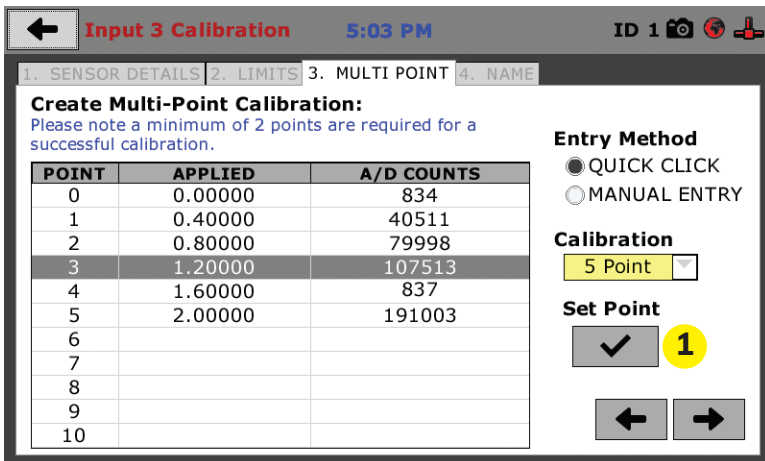 Input 3 Calibration 5:03 PM ID 1
1. SENSOR DETAILS 2. LIMITS 3. MULTI POINT 4. NAME
Create Multi-Point Calibration:
Please note a minimum of 2 points are required for a
successful calibration.
POINT APPLIED A/D COUNTS
0 0.00000 834
1 0.40000 40511
2 0.80000 79998
3 1.20000 107513
4 1.60000 837
5 2.00000 191003
6
7
8
9
10
Entry Method
QUICK CLICK
MANUAL ENTRY
Calibration
5 Point
Set Point
1